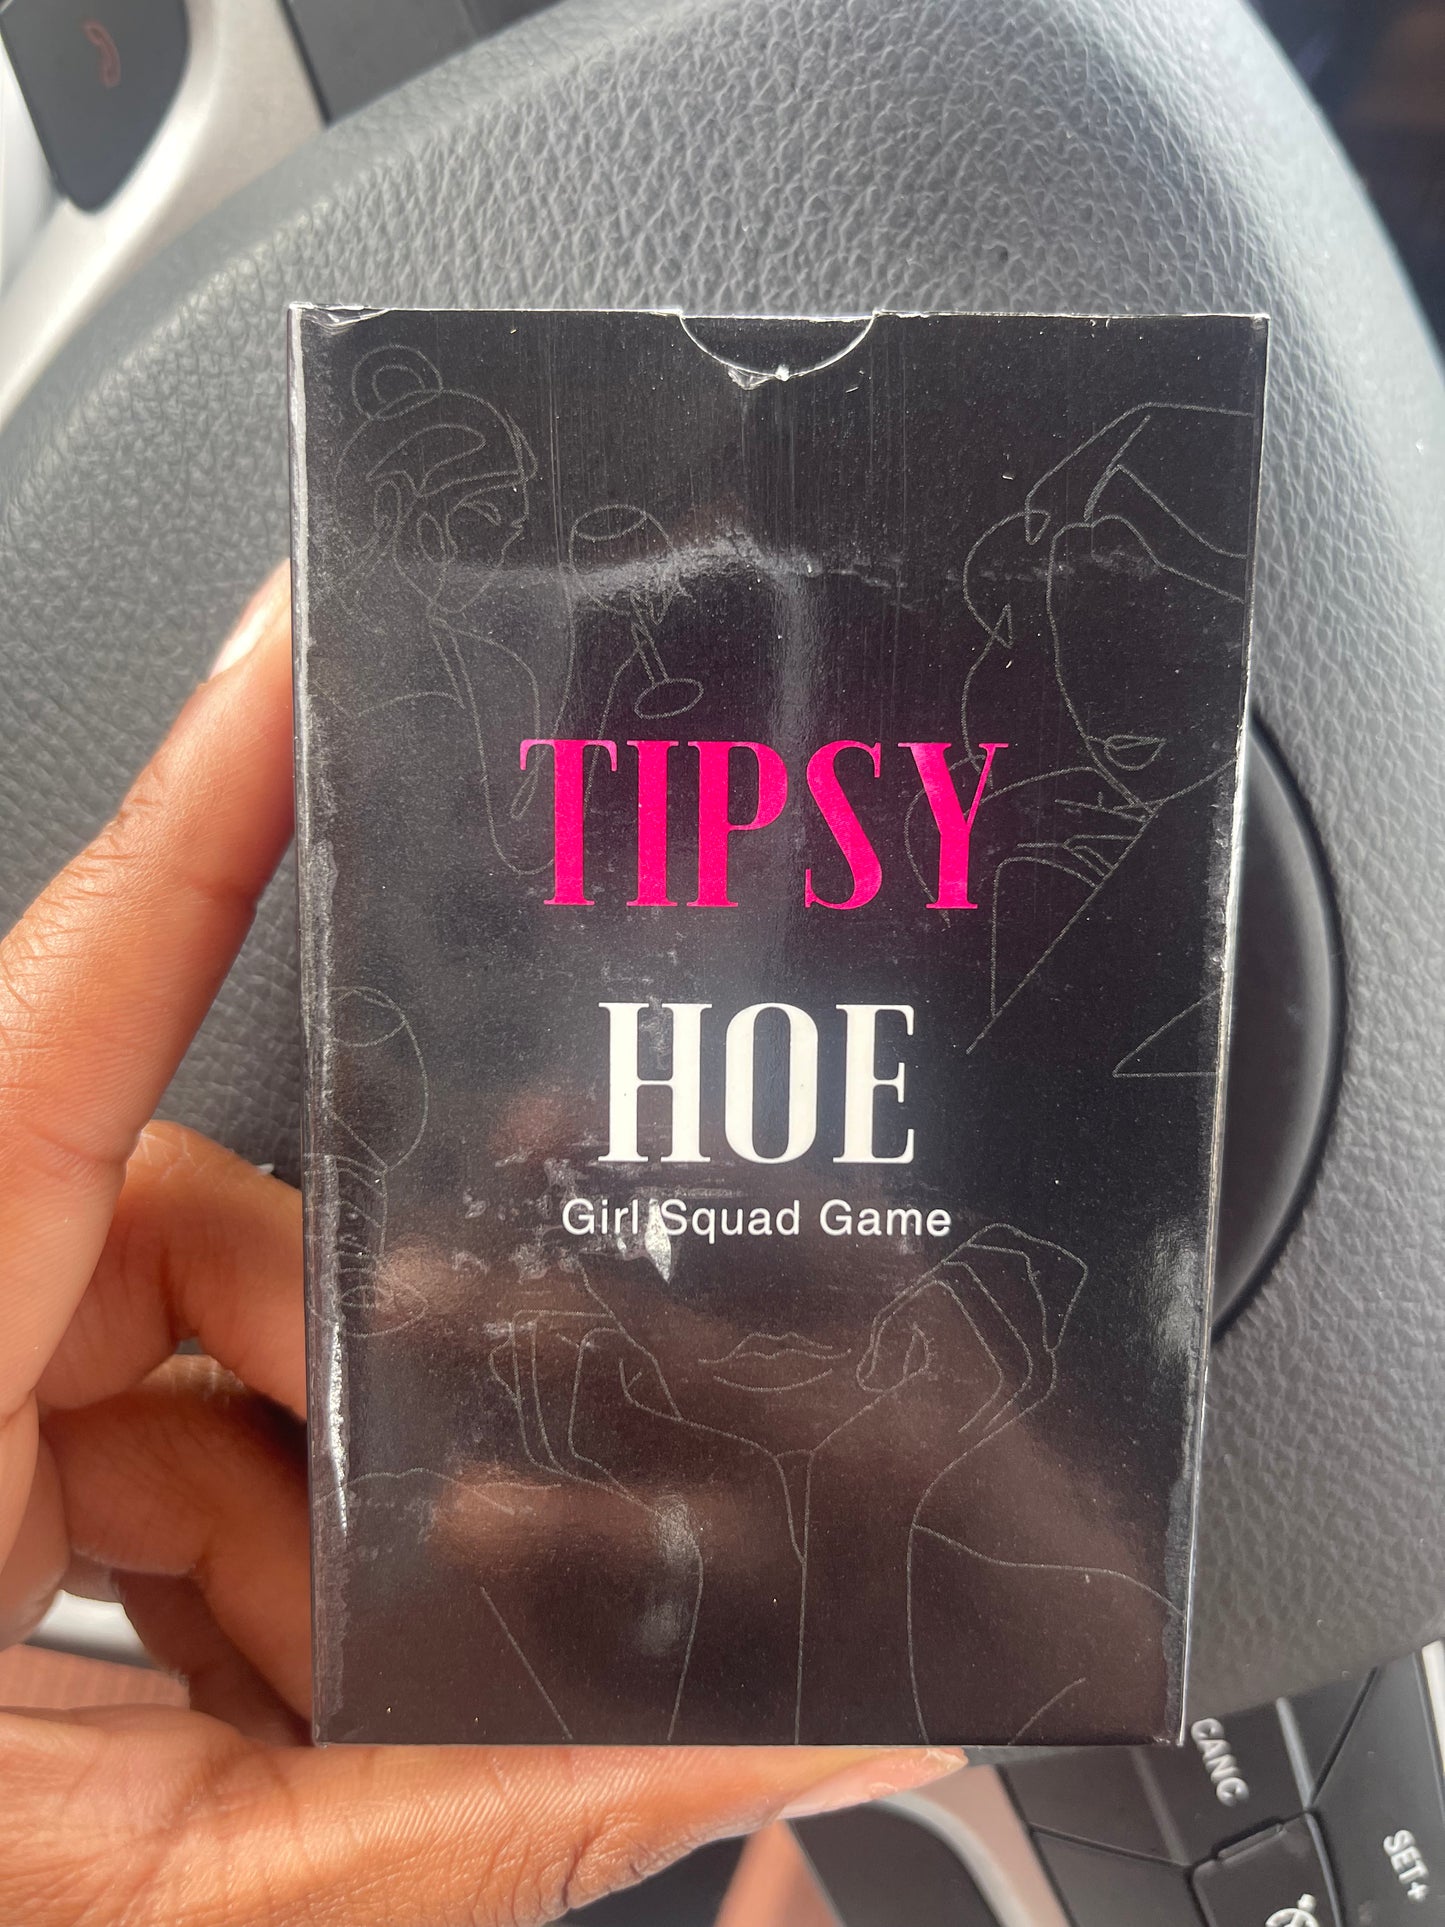 TIPSY
HOE
Girl Squad Game
CANC
SET+